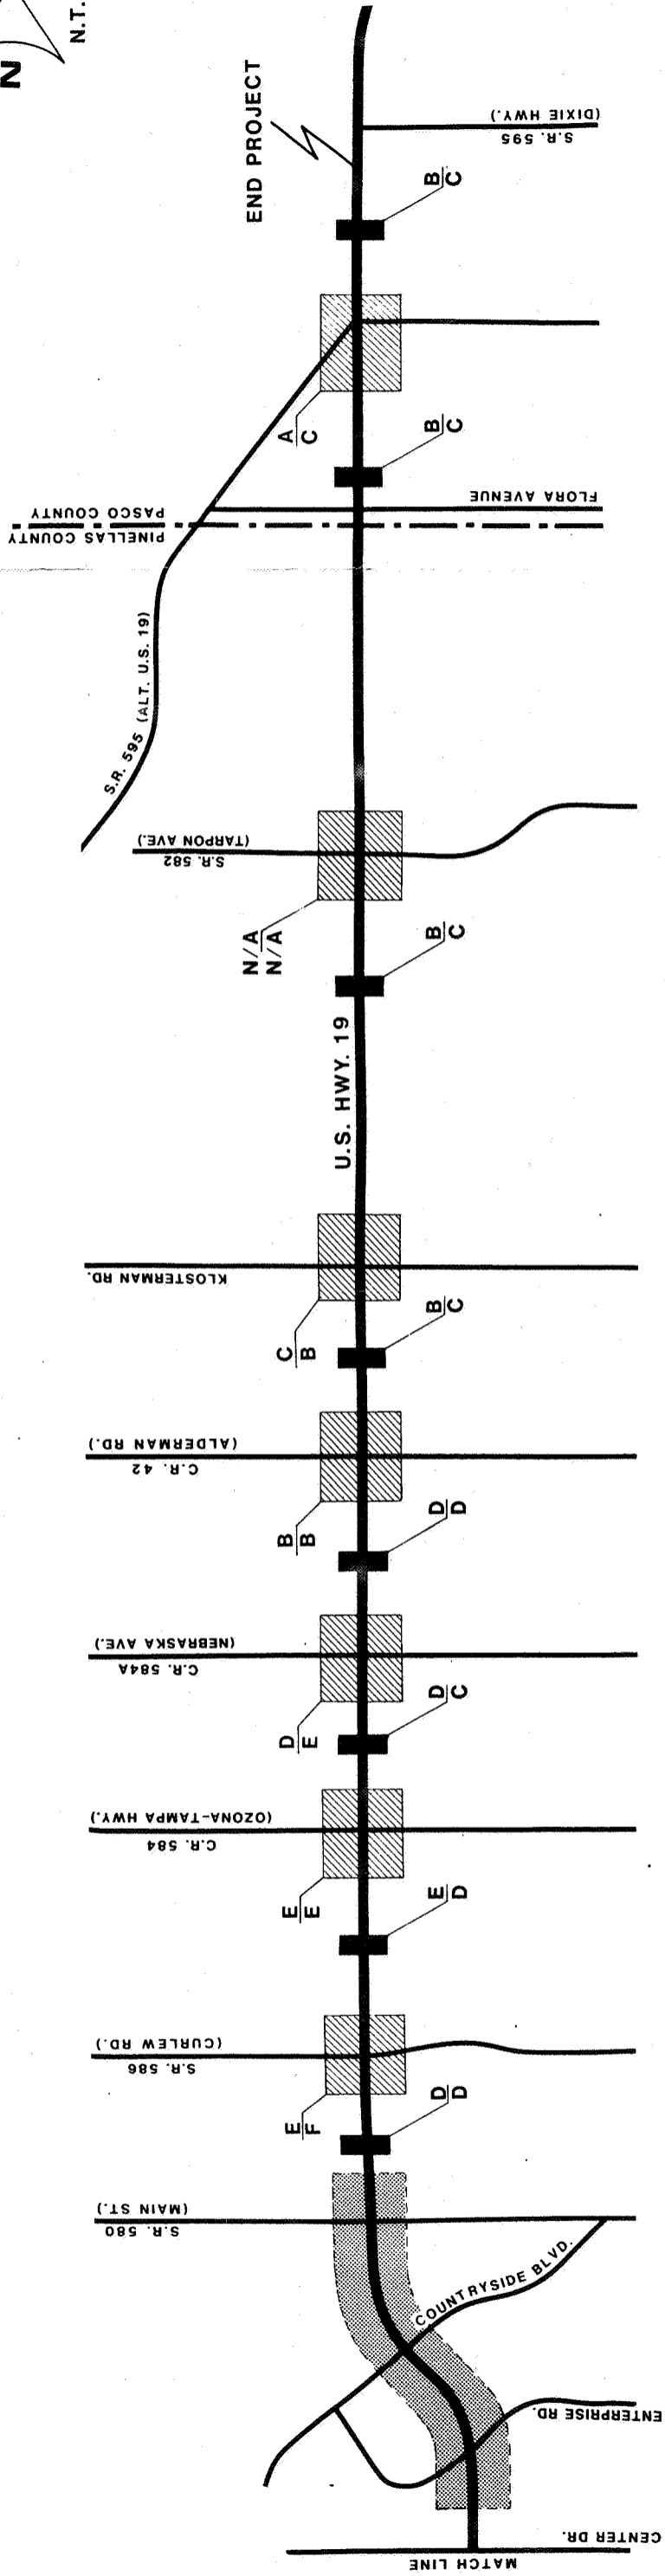 N
N.T.
END PROJECT
S.R. 595
(DIXIE HWY.)
B
C
A
C
B
C
FLORA AVENUE
PASCO COUNTY
PINELLAS COUNTY
S.R. 595 (ALT. U.S. 19)
S.R. 582
(TARPON AVE.)
N/A
N/A
B
C
U.S. HWY. 19
KLOSTERMAN RD.
C
B
B
C
C.R. 42
(ALDERMAN RD.)
B
B
D
D
C.R. 584A
(NEBRASKA AVE.)
D
E
D
C
C.R. 584
(OZONA-TAMPA HWY.)
E
E
E
D
S.R. 586
(CURLEW RD.)
E
F
D
D
S.R. 580
(MAIN ST.)
COUNTRYSIDE BLVD.
ENTERPRISE RD.
CENTER DR.
MATCH LINE